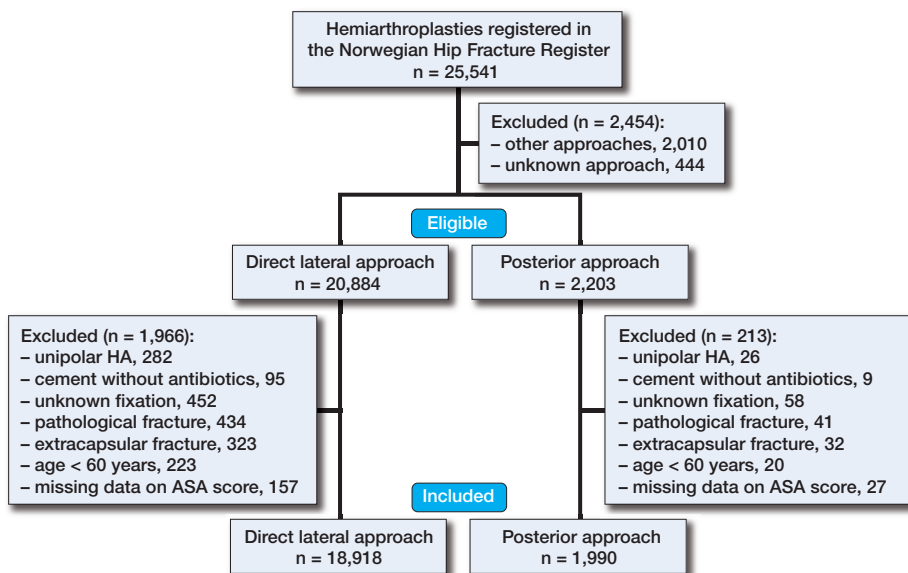 Hemiarthroplasties registered in
the Norwegian Hip Fracture Register
n = 25,541
Excluded (n = 2,454):
– other approaches, 2,010
– unknown approach, 444
Eligible
Direct lateral approach
n = 20,884
Posterior approach
n = 2,203
Excluded (n = 1,966):
– unipolar HA, 282
– cement without antibiotics, 95
– unknown fixation, 452
– pathological fracture, 434
– extracapsular fracture, 323
– age < 60 years, 223
– missing data on ASA score, 157
Excluded (n = 213):
– unipolar HA, 26
– cement without antibiotics, 9
– unknown fixation, 58
– pathological fracture, 41
– extracapsular fracture, 32
– age < 60 years, 20
– missing data on ASA score, 27
Included
Direct lateral approach
n = 18,918
Posterior approach
n = 1,990